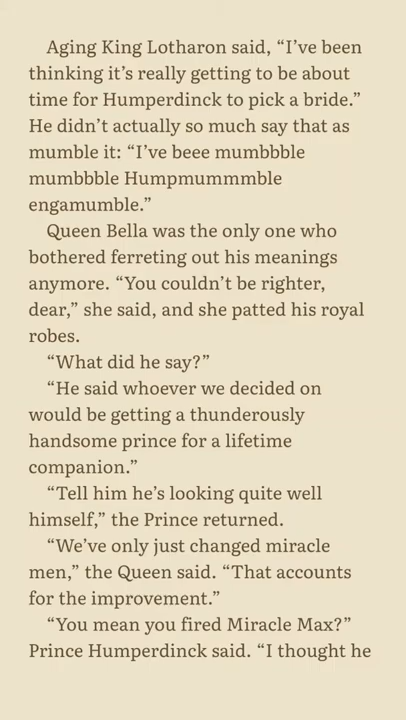 Aging King Lotharon said, “I’ve been
thinking it’s really getting to be about
time for Humperdinck to pick a bride.”
He didn’t actually so much say that as
mumble it: “I’ve beee mumbbble
mumbbble Humpmummmble
engamumble.”
Queen Bella was the only one who
bothered ferreting out his meanings
anymore. “You couldn’t be righter,
dear,” she said, and she patted his royal
robes.
“What did he say?”
“He said whoever we decided on
would be getting a thunderously
handsome prince for a lifetime
companion.”
“Tell him he’s looking quite well
himself,” the Prince returned.
“We’ve only just changed miracle
men,” the Queen said. “That accounts
for the improvement.”
“You mean you fired Miracle Max?”
Prince Humperdinck said. “I thought he